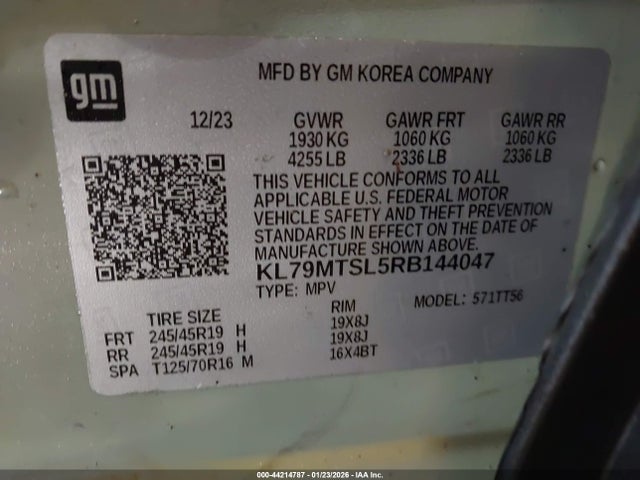 gm
MFD BY GM KOREA COMPANY
12/23 GVWR GAWR FRT GAWR RR
1930 KG 1060 KG 1060 KG
4255 LB 2336 LB 2336 LB
THIS VEHICLE CONFORMS TO ALL
APPLICABLE U.S. FEDERAL MOTOR
VEHICLE SAFETY AND THEFT PREVENTION
STANDARDS IN EFFECT ON THE DATE OF
MANUFACTURE SHOWN ABOVE.
KL79MTSL5RB144047
TYPE: MPV MODEL: 571TT56
TIRE SIZE RIM
FRT 245/45R19 H 19X8J
RR 245/45R19 H 19X8J
SPA T125/70R16 M 16X4BT
000-44214787 - 01/23/2026 - IAA Inc.